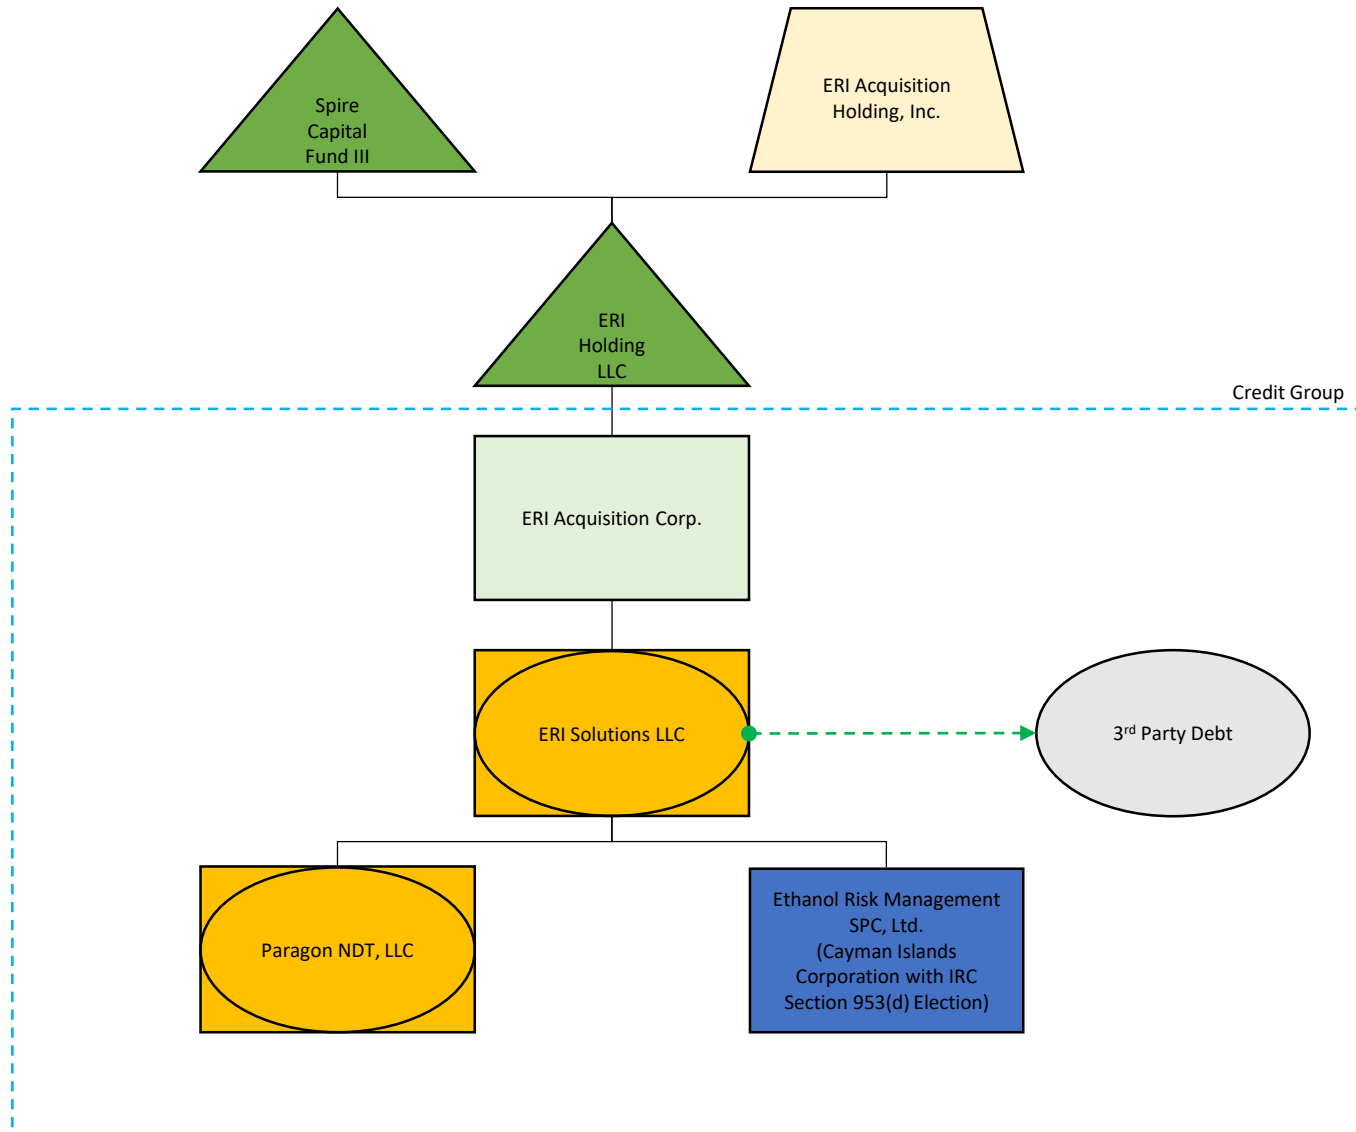 Spire
Capital
Fund III
ERI Acquisition
Holding, Inc.
ERI
Holding
LLC
Credit Group
ERI Acquisition Corp.
ERI Solutions LLC
3rd Party Debt
Paragon NDT, LLC
Ethanol Risk Management
SPC, Ltd.
(Cayman Islands
Corporation with IRC
Section 953(d) Election)